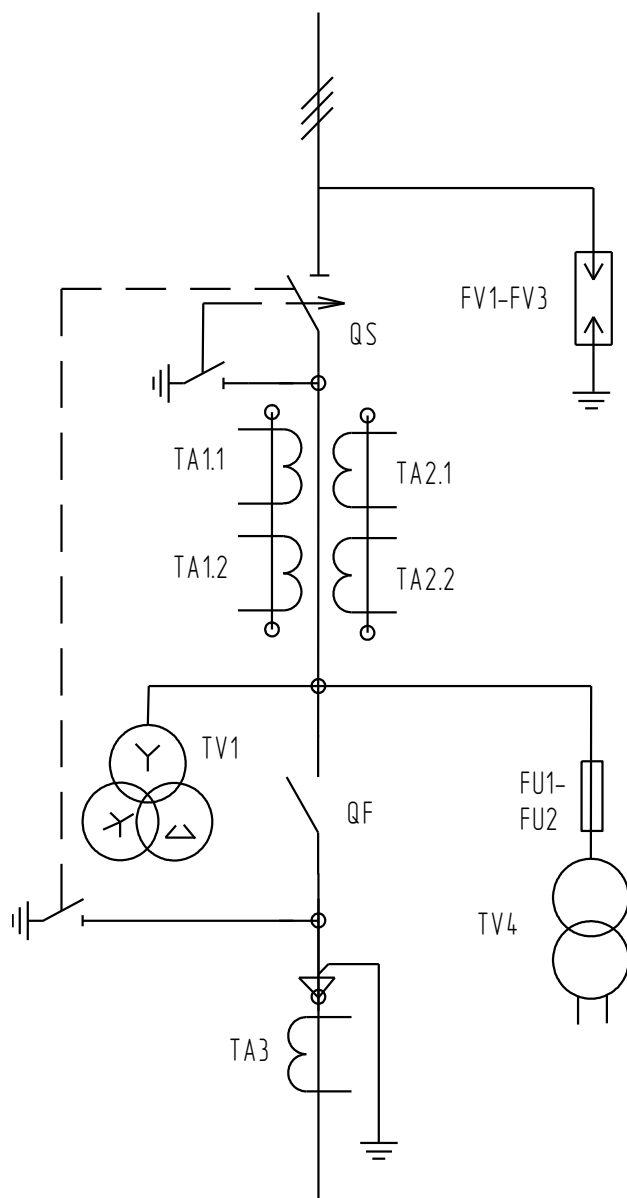 FV1-FV3
QS
TA1.1
TA2.1
TA1.2
TA2.2
TV1
FU1-
FU2
QF
TV4
TA3